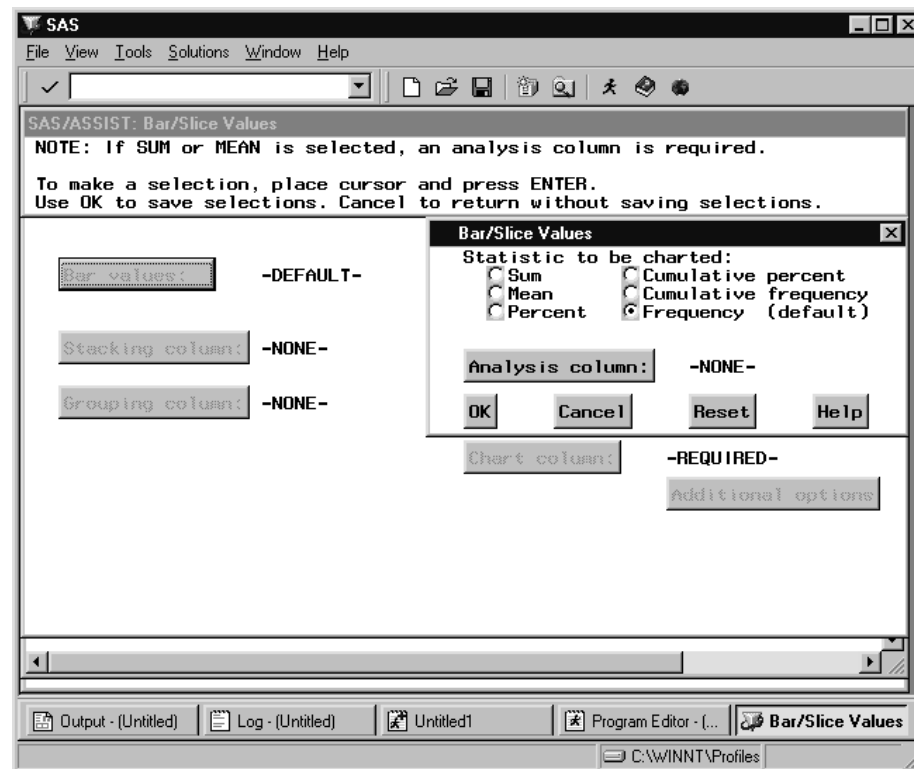 SAS
File View Tools Solutions Window Help
SAS/ASSIST: Bar/Slice Values
NOTE: If SUM or MEAN is selected, an analysis column is required.
To make a selection, place cursor and press ENTER.
Use OK to save selections. Cancel to return without saving selections.
Bar/Slice Values
Statistic to be charted:
Sum Cumulative percent
Mean Cumulative frequency
Percent Frequency (default)
Bar values: -DEFAULT-
Stacking column: -NONE-
Analysis column: -NONE-
Grouping column: -NONE-
OK Cancel Reset Help
Chart column: -REQUIRED-
Additional options
Output - (Untitled) Log - (Untitled) Untitled1 Program Editor - (... Bar/Slice Values
C:\WINNT\Profiles